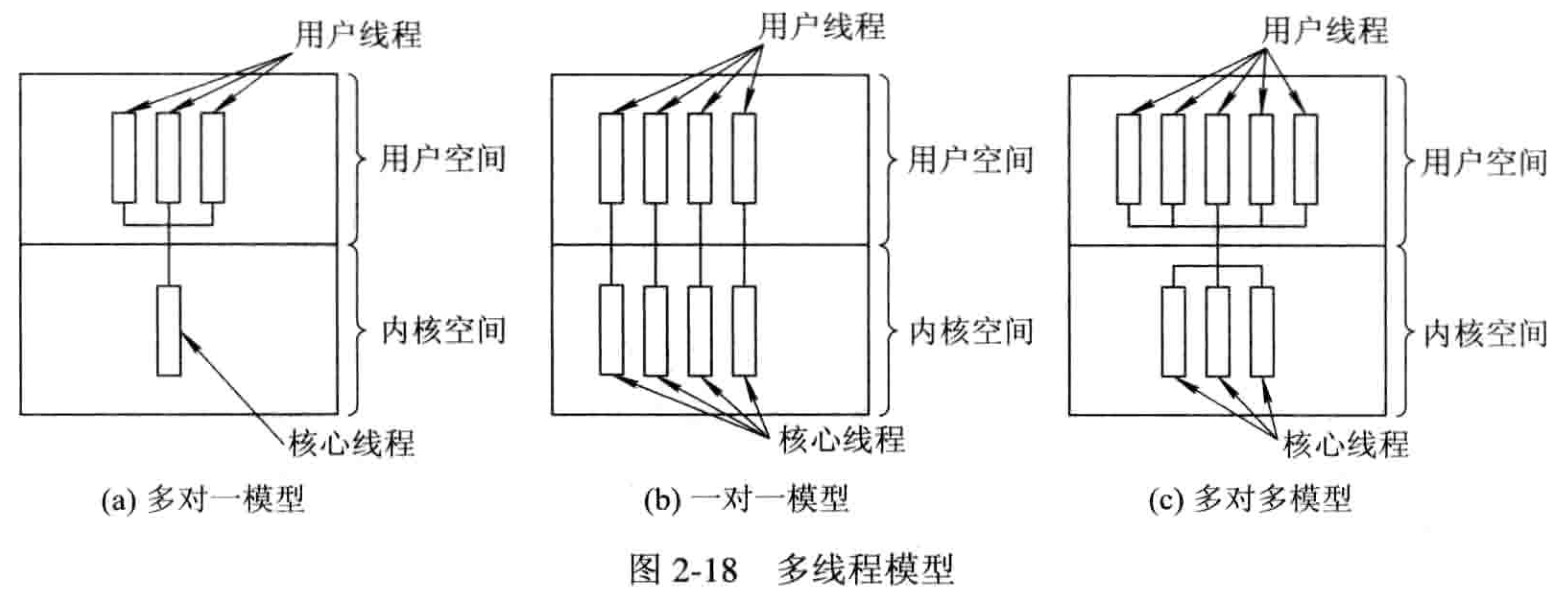 用户线程
用户空间
内核空间
核心线程
(a) 多对一模型
用户线程
用户空间
内核空间
核心线程
(b) 一对一模型
用户线程
用户空间
内核空间
核心线程
(c) 多对多模型
图 2-18 多线程模型